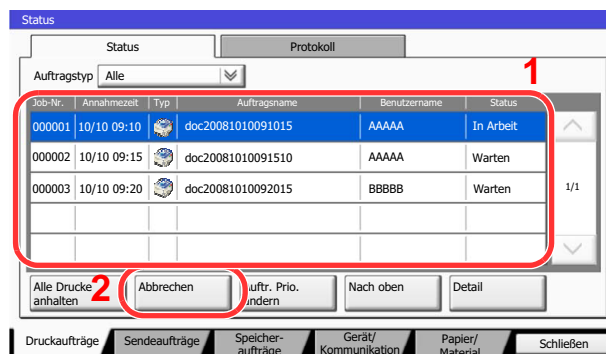 Status
Status Protokoll
Auftragstyp Alle
1
Job-Nr. Annahmezeit Typ Auftragsname Benutzername Status
000001 10/10 09:10 doc20081010091015 AAAAA In Arbeit
000002 10/10 09:15 doc20081010091510 AAAAA Warten
000003 10/10 09:20 doc20081010092015 BBBBB Warten
1/1
2
Alle Drucke
anhalten
Abbrechen
Auftr. Prio.
ändern
Nach oben
Detail
Druckaufträge
Sendeaufträge
Speicher-
aufträge
Gerät/
Kommunikation
Papier/
Material
Schließen